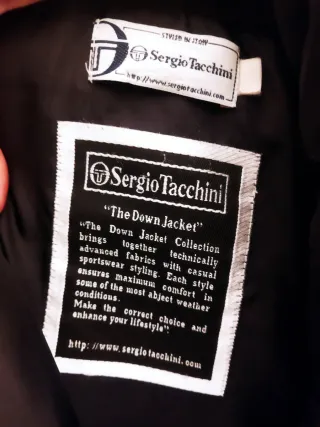 STYLED IN ITALY
Sergio Tacchini
http://www.sergiotacchini.com
Sergio Tacchini
"The Down Jacket"
"The Down Jacket Collection
brings together technically
advanced fabrics with casual
sportswear styling. Each style
ensures maximum comfort in
some of the most abject weather
conditions.
Make the correct choice and
enhance your lifestyle".
http://www.sergiotacchini.com